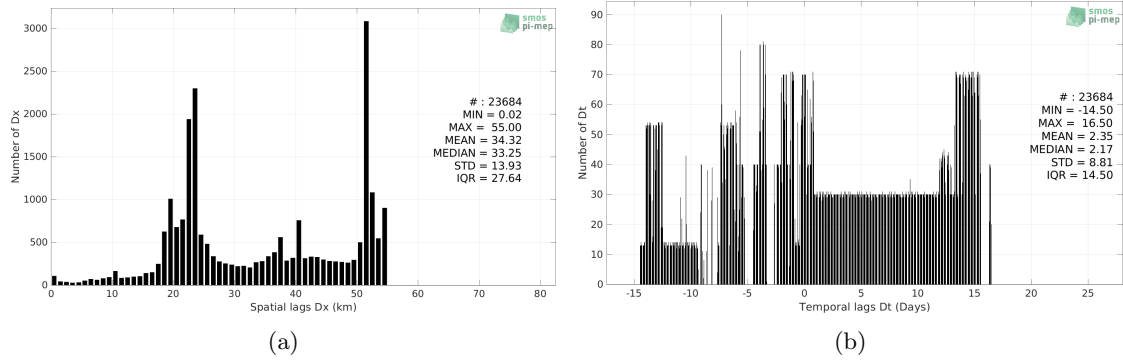 smos
pi-mep
Number of Dx
3000
2500
2000
1500
1000
500
0
# : 23684
MIN = 0.02
MAX = 55.00
MEAN = 34.32
MEDIAN = 33.25
STD = 13.93
IQR = 27.64
0 10 20 30 40 50 60 70 80
Spatial lags Dx (km)
(a)
smos
pi-mep
Number of Dt
90
80
70
60
50
40
30
20
10
0
# : 23684
MIN = -14.50
MAX = 16.50
MEAN = 2.35
MEDIAN = 2.17
STD = 8.81
IQR = 14.50
-15 -10 -5 0 5 10 15 20 25
Temporal lags Dt (Days)
(b)